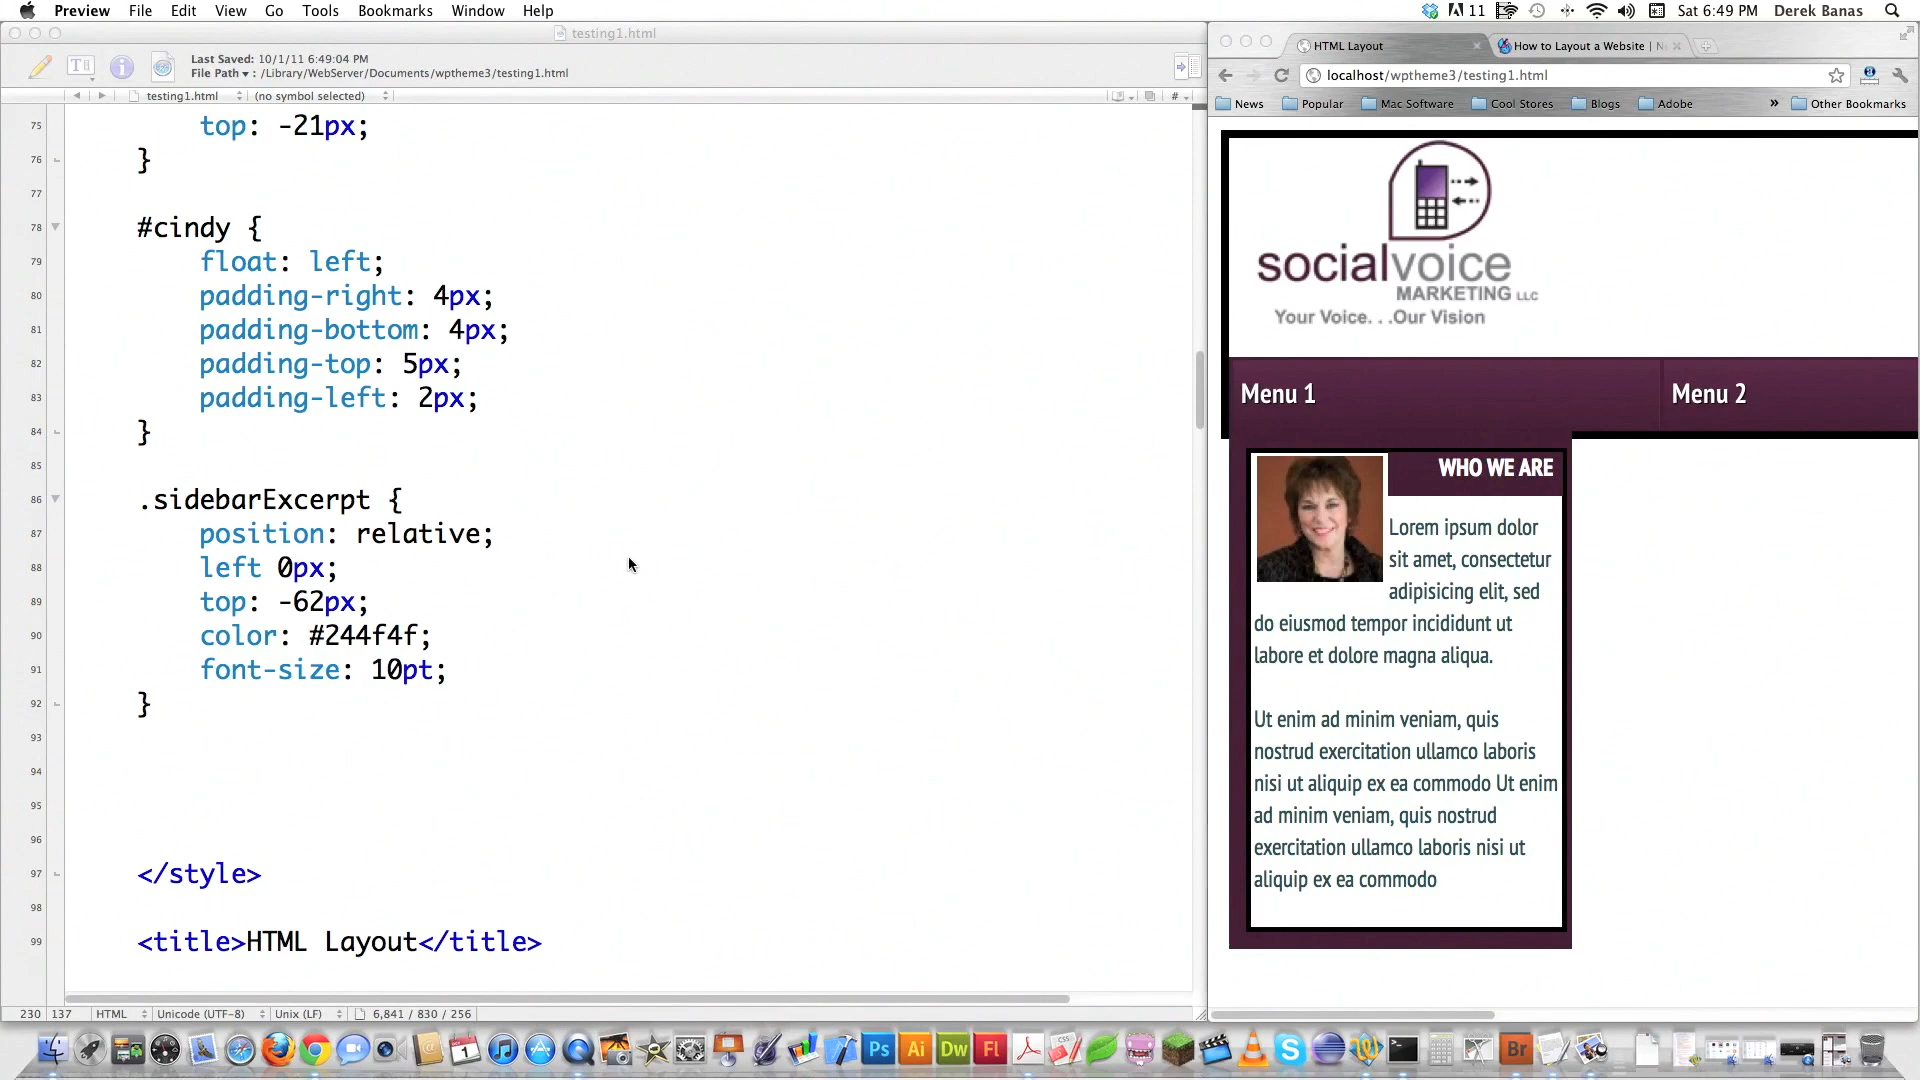 Preview File Edit View Go Tools Bookmarks Window Help
11 Sat 6:49 PM Derek Banas
testing1.html
Last Saved: 10/1/11 6:49:04 PM
File Path ▾ : /Library/WebServer/Documents/wptheme3/testing1.html
testing1.html (no symbol selected) #
75 top: -21px;
76 }
77
78 #cindy {
79 float: left;
80 padding-right: 4px;
81 padding-bottom: 4px;
82 padding-top: 5px;
83 padding-left: 2px;
84 }
85
86 .sidebarExcerpt {
87 position: relative;
88 left 0px;
89 top: -62px;
90 color: #244f4f;
91 font-size: 10pt;
92 }
93
94
95
96
97 </style>
98
99 <title>HTML Layout</title>
230 137 HTML Unicode (UTF-8) Unix (LF) 6,841 / 830 / 256
HTML Layout
How to Layout a Website | N
localhost/wptheme3/testing1.html
News Popular Mac Software Cool Stores Blogs Adobe » Other Bookmarks
socialvoice
MARKETING LLC
Your Voice. . .Our Vision
Menu 1 Menu 2
WHO WE ARE
Lorem ipsum dolor
sit amet, consectetur
adipisicing elit, sed
do eiusmod tempor incididunt ut
labore et dolore magna aliqua.
Ut enim ad minim veniam, quis
nostrud exercitation ullamco laboris
nisi ut aliquip ex ea commodo Ut enim
ad minim veniam, quis nostrud
exercitation ullamco laboris nisi ut
aliquip ex ea commodo
1 Ps Ai Dw Fl CSS S Br